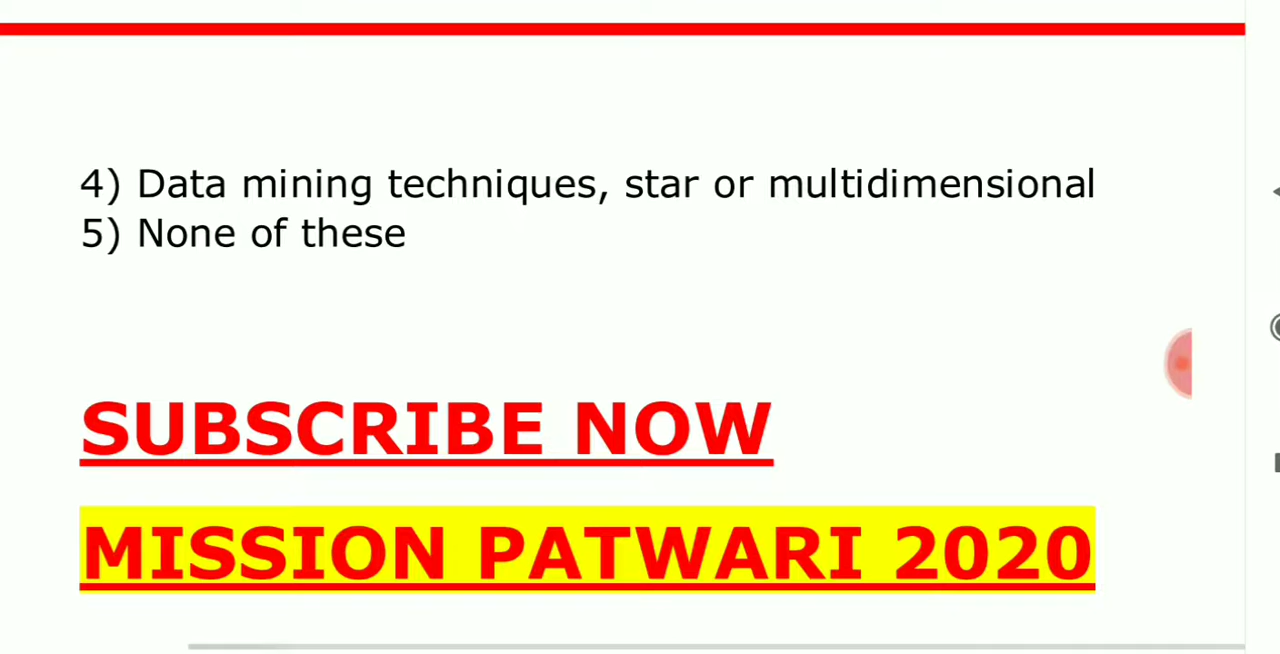 4) Data mining techniques, star or multidimensional
5) None of these
SUBSCRIBE NOW
MISSION PATWARI 2020